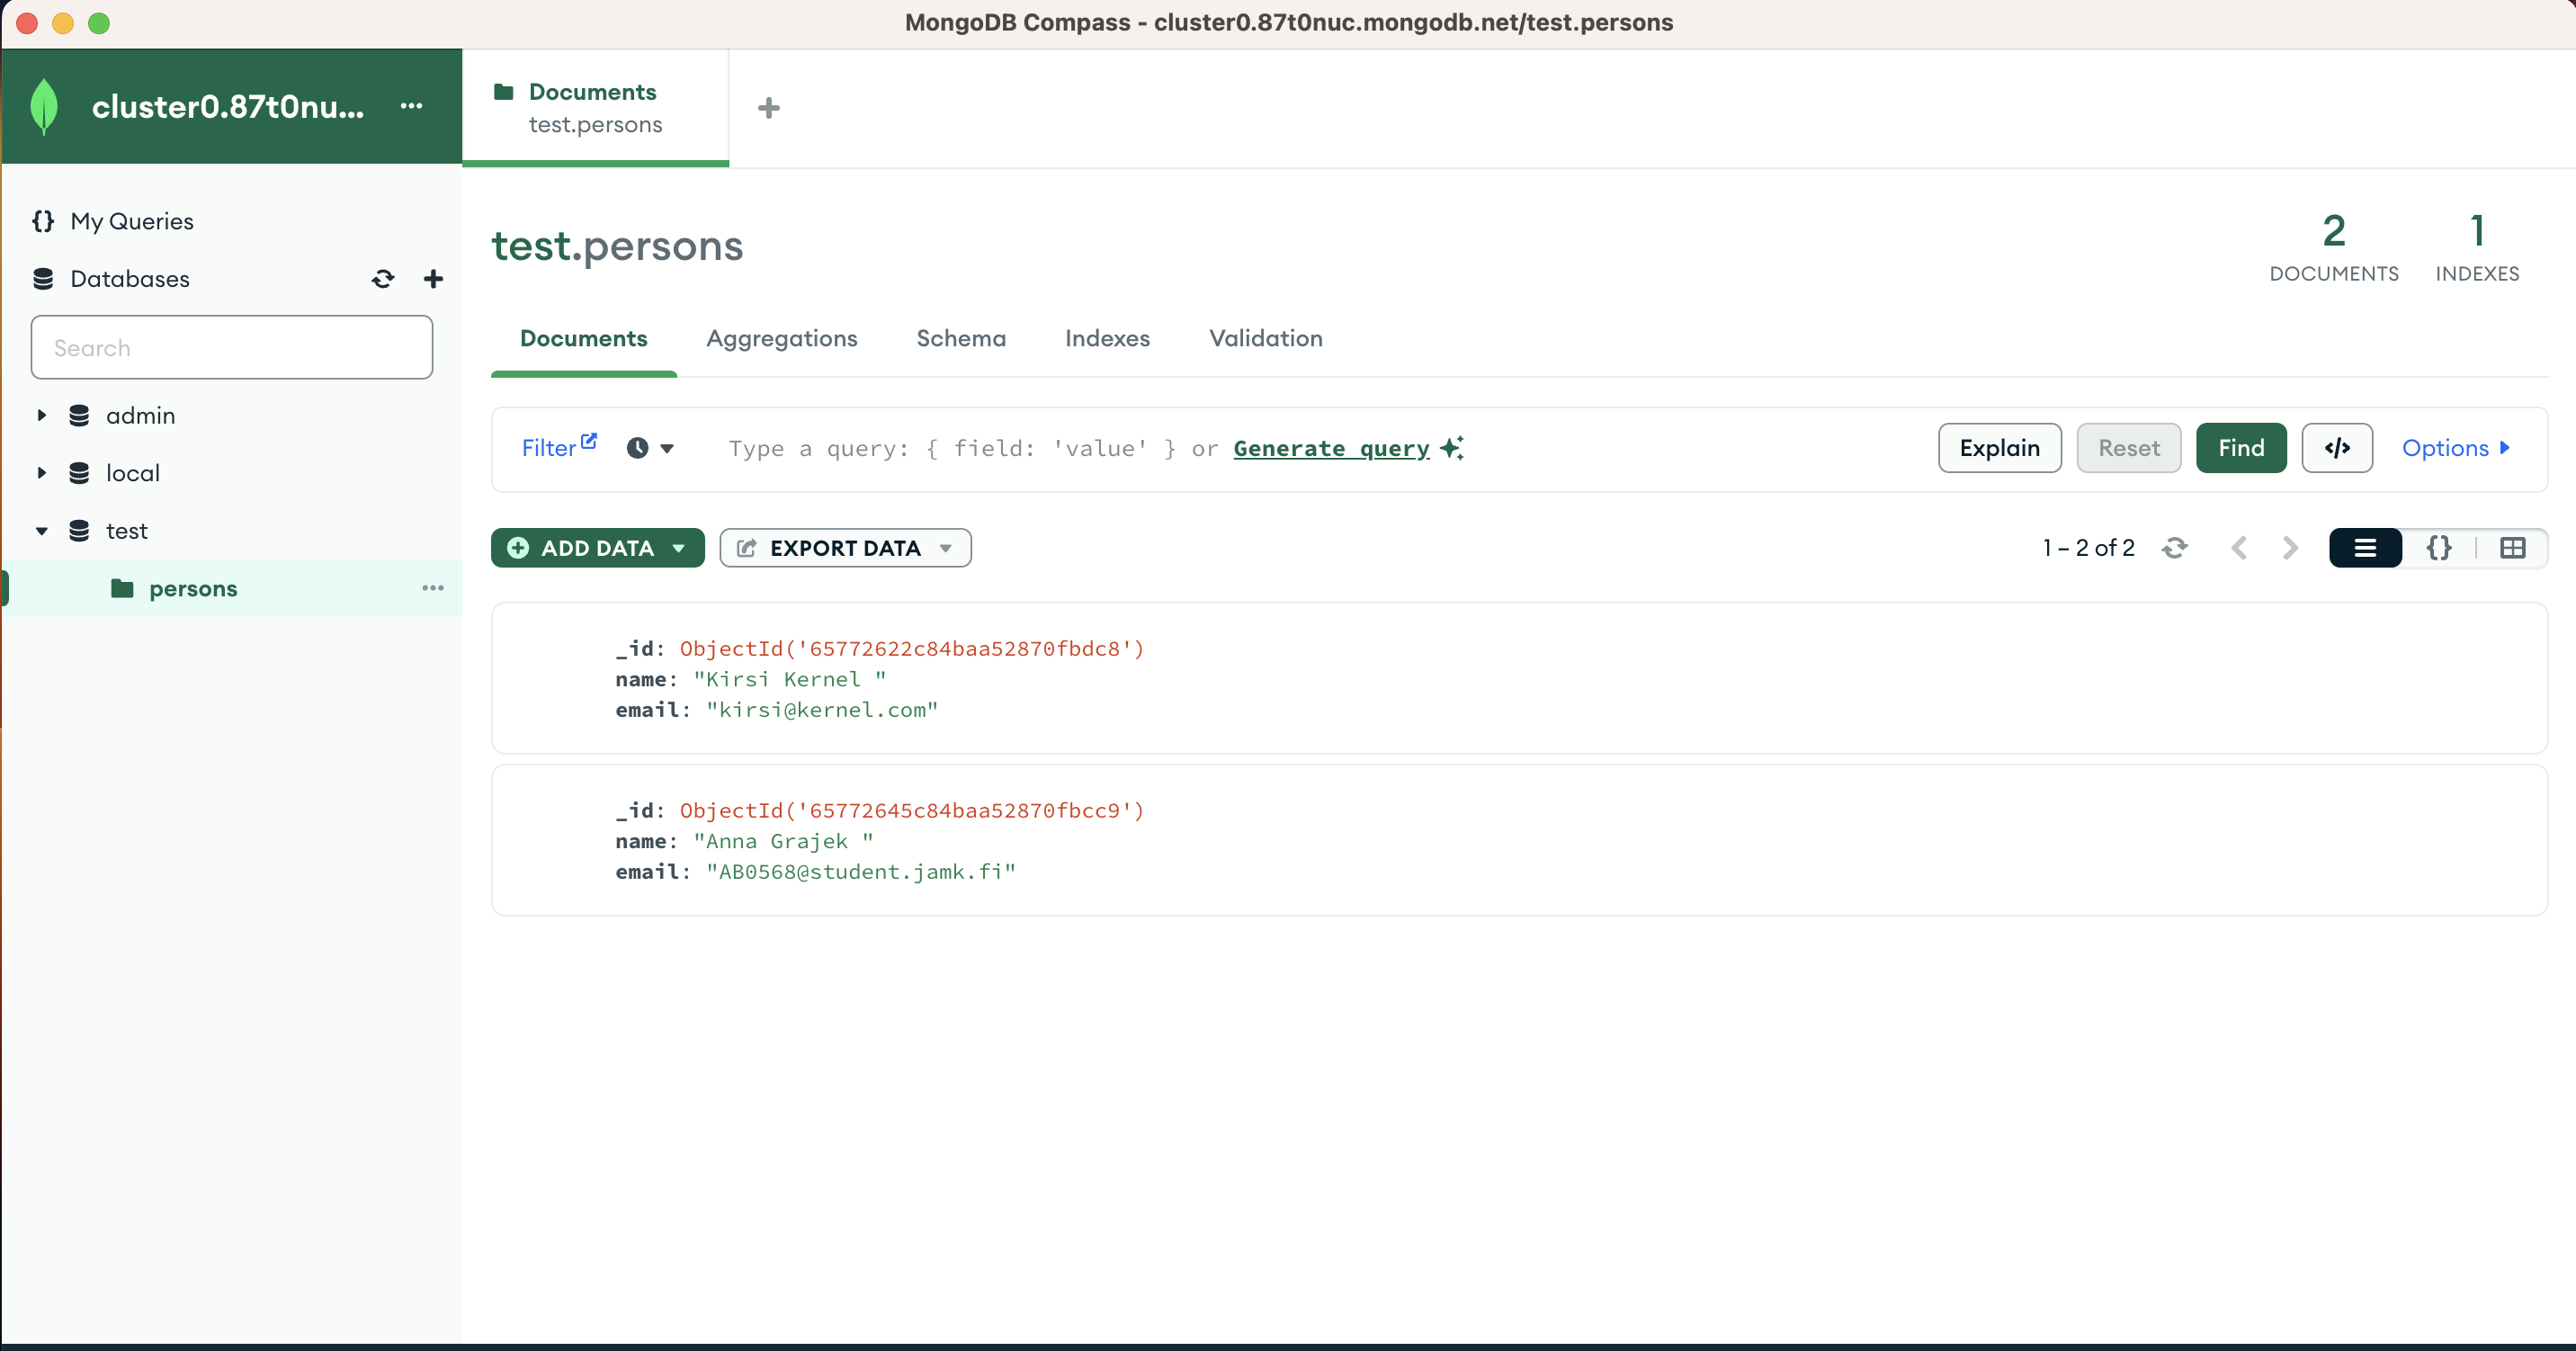 MongoDB Compass - cluster0.87t0nuc.mongodb.net/test.persons
cluster0.87t0nu...
Documents
test.persons
My Queries
Databases
Search
admin
local
test
persons
test.persons
2
DOCUMENTS
1
INDEXES
Documents Aggregations Schema Indexes Validation
Filter Type a query: { field: 'value' } or Generate query Explain Reset Find </> Options
ADD DATA EXPORT DATA 1 – 2 of 2 {}
_id: ObjectId('65772622c84baa52870fbdc8')
name: "Kirsi Kernel "
email: "kirsi@kernel.com"
_id: ObjectId('65772645c84baa52870fbcc9')
name: "Anna Grajek "
email: "AB0568@student.jamk.fi"